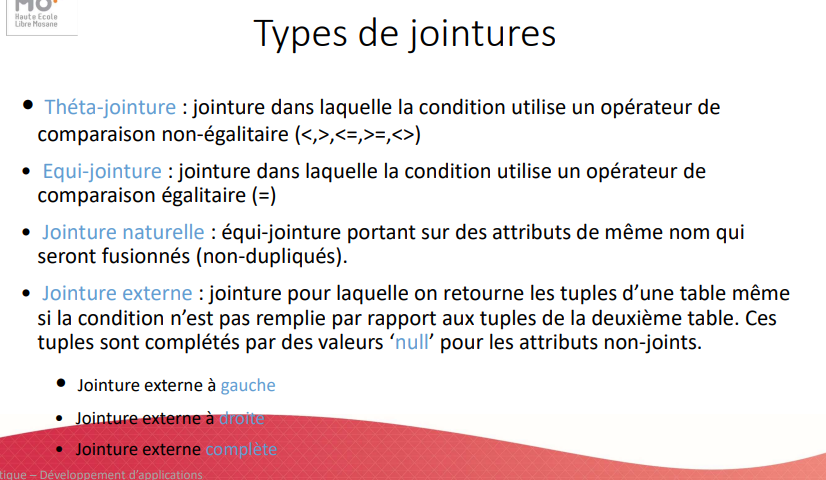 MO
Haute Ecole
Libre Mosane
Types de jointures
• Théta-jointure : jointure dans laquelle la condition utilise un opérateur de
comparaison non-égalitaire (<,>,<=,>=,<>)
• Equi-jointure : jointure dans laquelle la condition utilise un opérateur de
comparaison égalitaire (=)
• Jointure naturelle : équi-jointure portant sur des attributs de même nom qui
seront fusionnés (non-dupliqués).
• Jointure externe : jointure pour laquelle on retourne les tuples d’une table même
si la condition n’est pas remplie par rapport aux tuples de la deuxième table. Ces
tuples sont complétés par des valeurs ‘null’ pour les attributs non-joints.
• Jointure externe à gauche
• Jointure externe à droite
• Jointure externe complète
tique – Développement d’applications